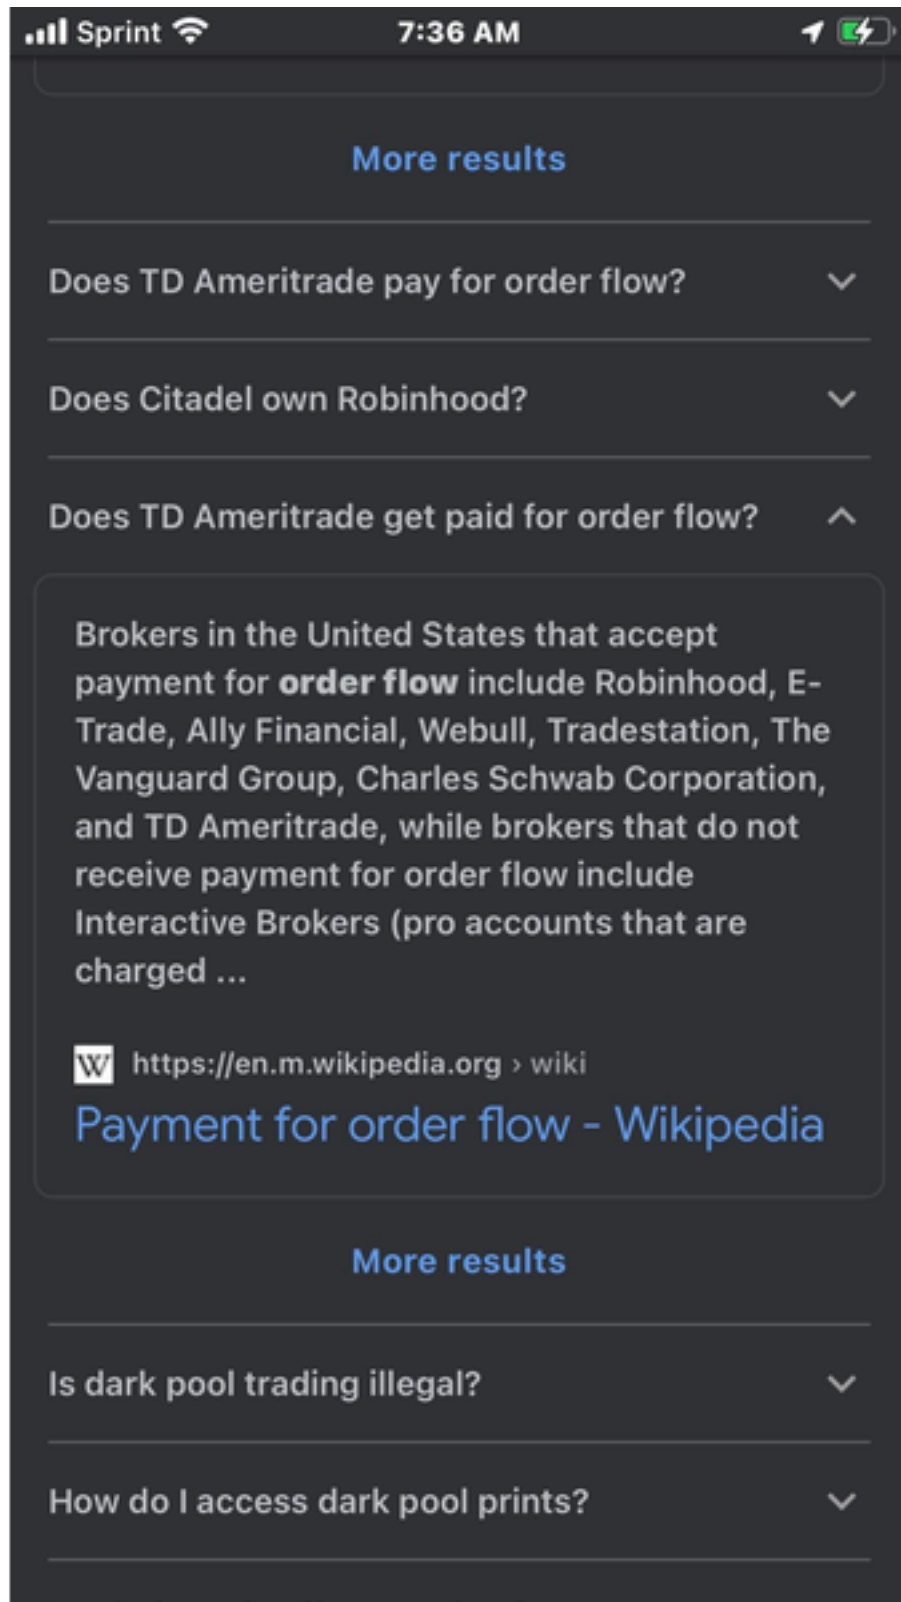 Sprint 7:36 AM
More results
Does TD Ameritrade pay for order flow?
Does Citadel own Robinhood?
Does TD Ameritrade get paid for order flow?
Brokers in the United States that accept
payment for order flow include Robinhood, E-
Trade, Ally Financial, Webull, Tradestation, The
Vanguard Group, Charles Schwab Corporation,
and TD Ameritrade, while brokers that do not
receive payment for order flow include
Interactive Brokers (pro accounts that are
charged ...
W https://en.m.wikipedia.org › wiki
Payment for order flow - Wikipedia
More results
Is dark pool trading illegal?
How do I access dark pool prints?